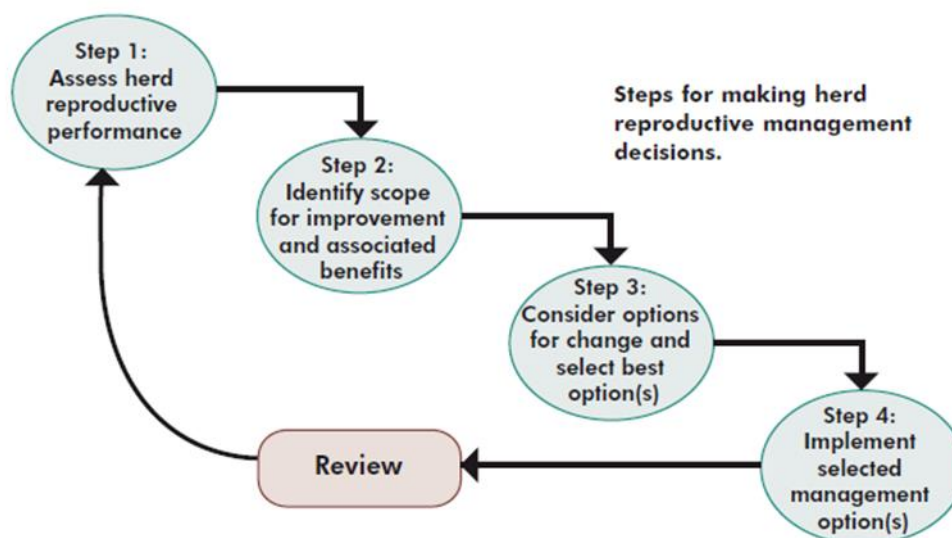 Step 1:
Assess herd
reproductive
performance
Steps for making herd
reproductive management
decisions.
Step 2:
Identify scope
for improvement
and associated
benefits
Step 3:
Consider options
for change and
select best
option(s)
Step 4:
Implement
selected
management
option(s)
Review